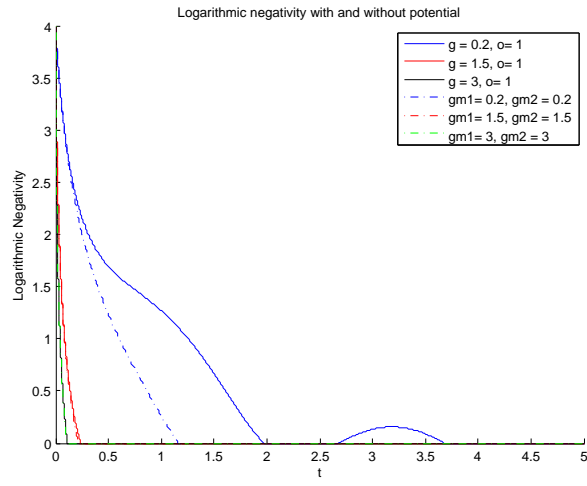 Logarithmic negativity with and without potential
4
3.5
3
2.5
2
1.5
1
0.5
0
Logarithmic Negativity
g = 0.2, o= 1
g = 1.5, o= 1
g = 3, o= 1
gm1= 0.2, gm2 = 0.2
gm1= 1.5, gm2 = 1.5
gm1= 3, gm2 = 3
0 0.5 1 1.5 2 2.5 3 3.5 4 4.5 5
t